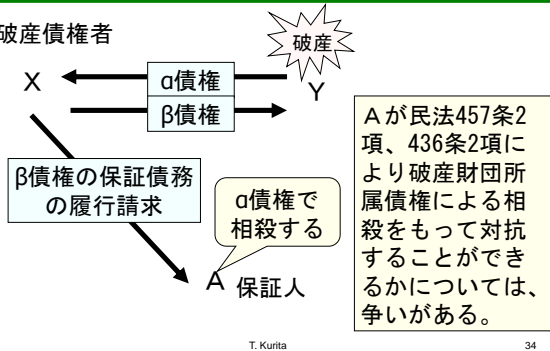 破産債権者
破産
X
α債権
Y
β債権
β債権の保証債務
の履行請求
α債権で
相殺する
A 保証人
Aが民法457条2
項、436条2項に
より破産財団所
属債権による相
殺をもって対抗
することができ
るかについては、
争いがある。
T. Kurita
34